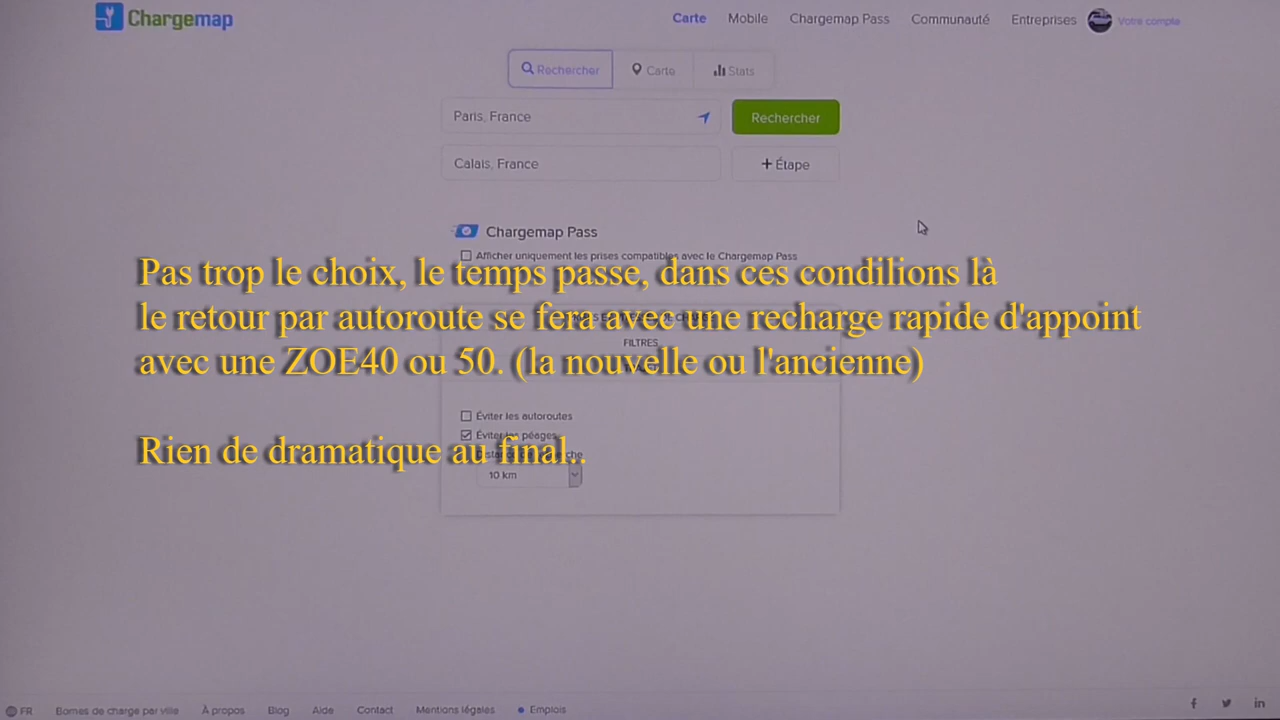 Chargemap
Carte Mobile Chargemap Pass Communauté Entreprises Votre compte
Rechercher Carte Stats
Paris, France Rechercher
Calais, France + Étape
Chargemap Pass
Afficher uniquement les prises compatibles avec le Chargemap Pass
Pas trop le choix, le temps passe, dans ces condilions là
le retour par autoroute se fera avec une recharge rapide d'appoint
FILTRES
avec une ZOE40 ou 50. (la nouvelle ou l'ancienne)
Éviter les autoroutes
Éviter les péages
Rien de dramatique au final..
10 km
FR Bornes de charge par ville À propos Blog Aide Contact Mentions légales Emplois